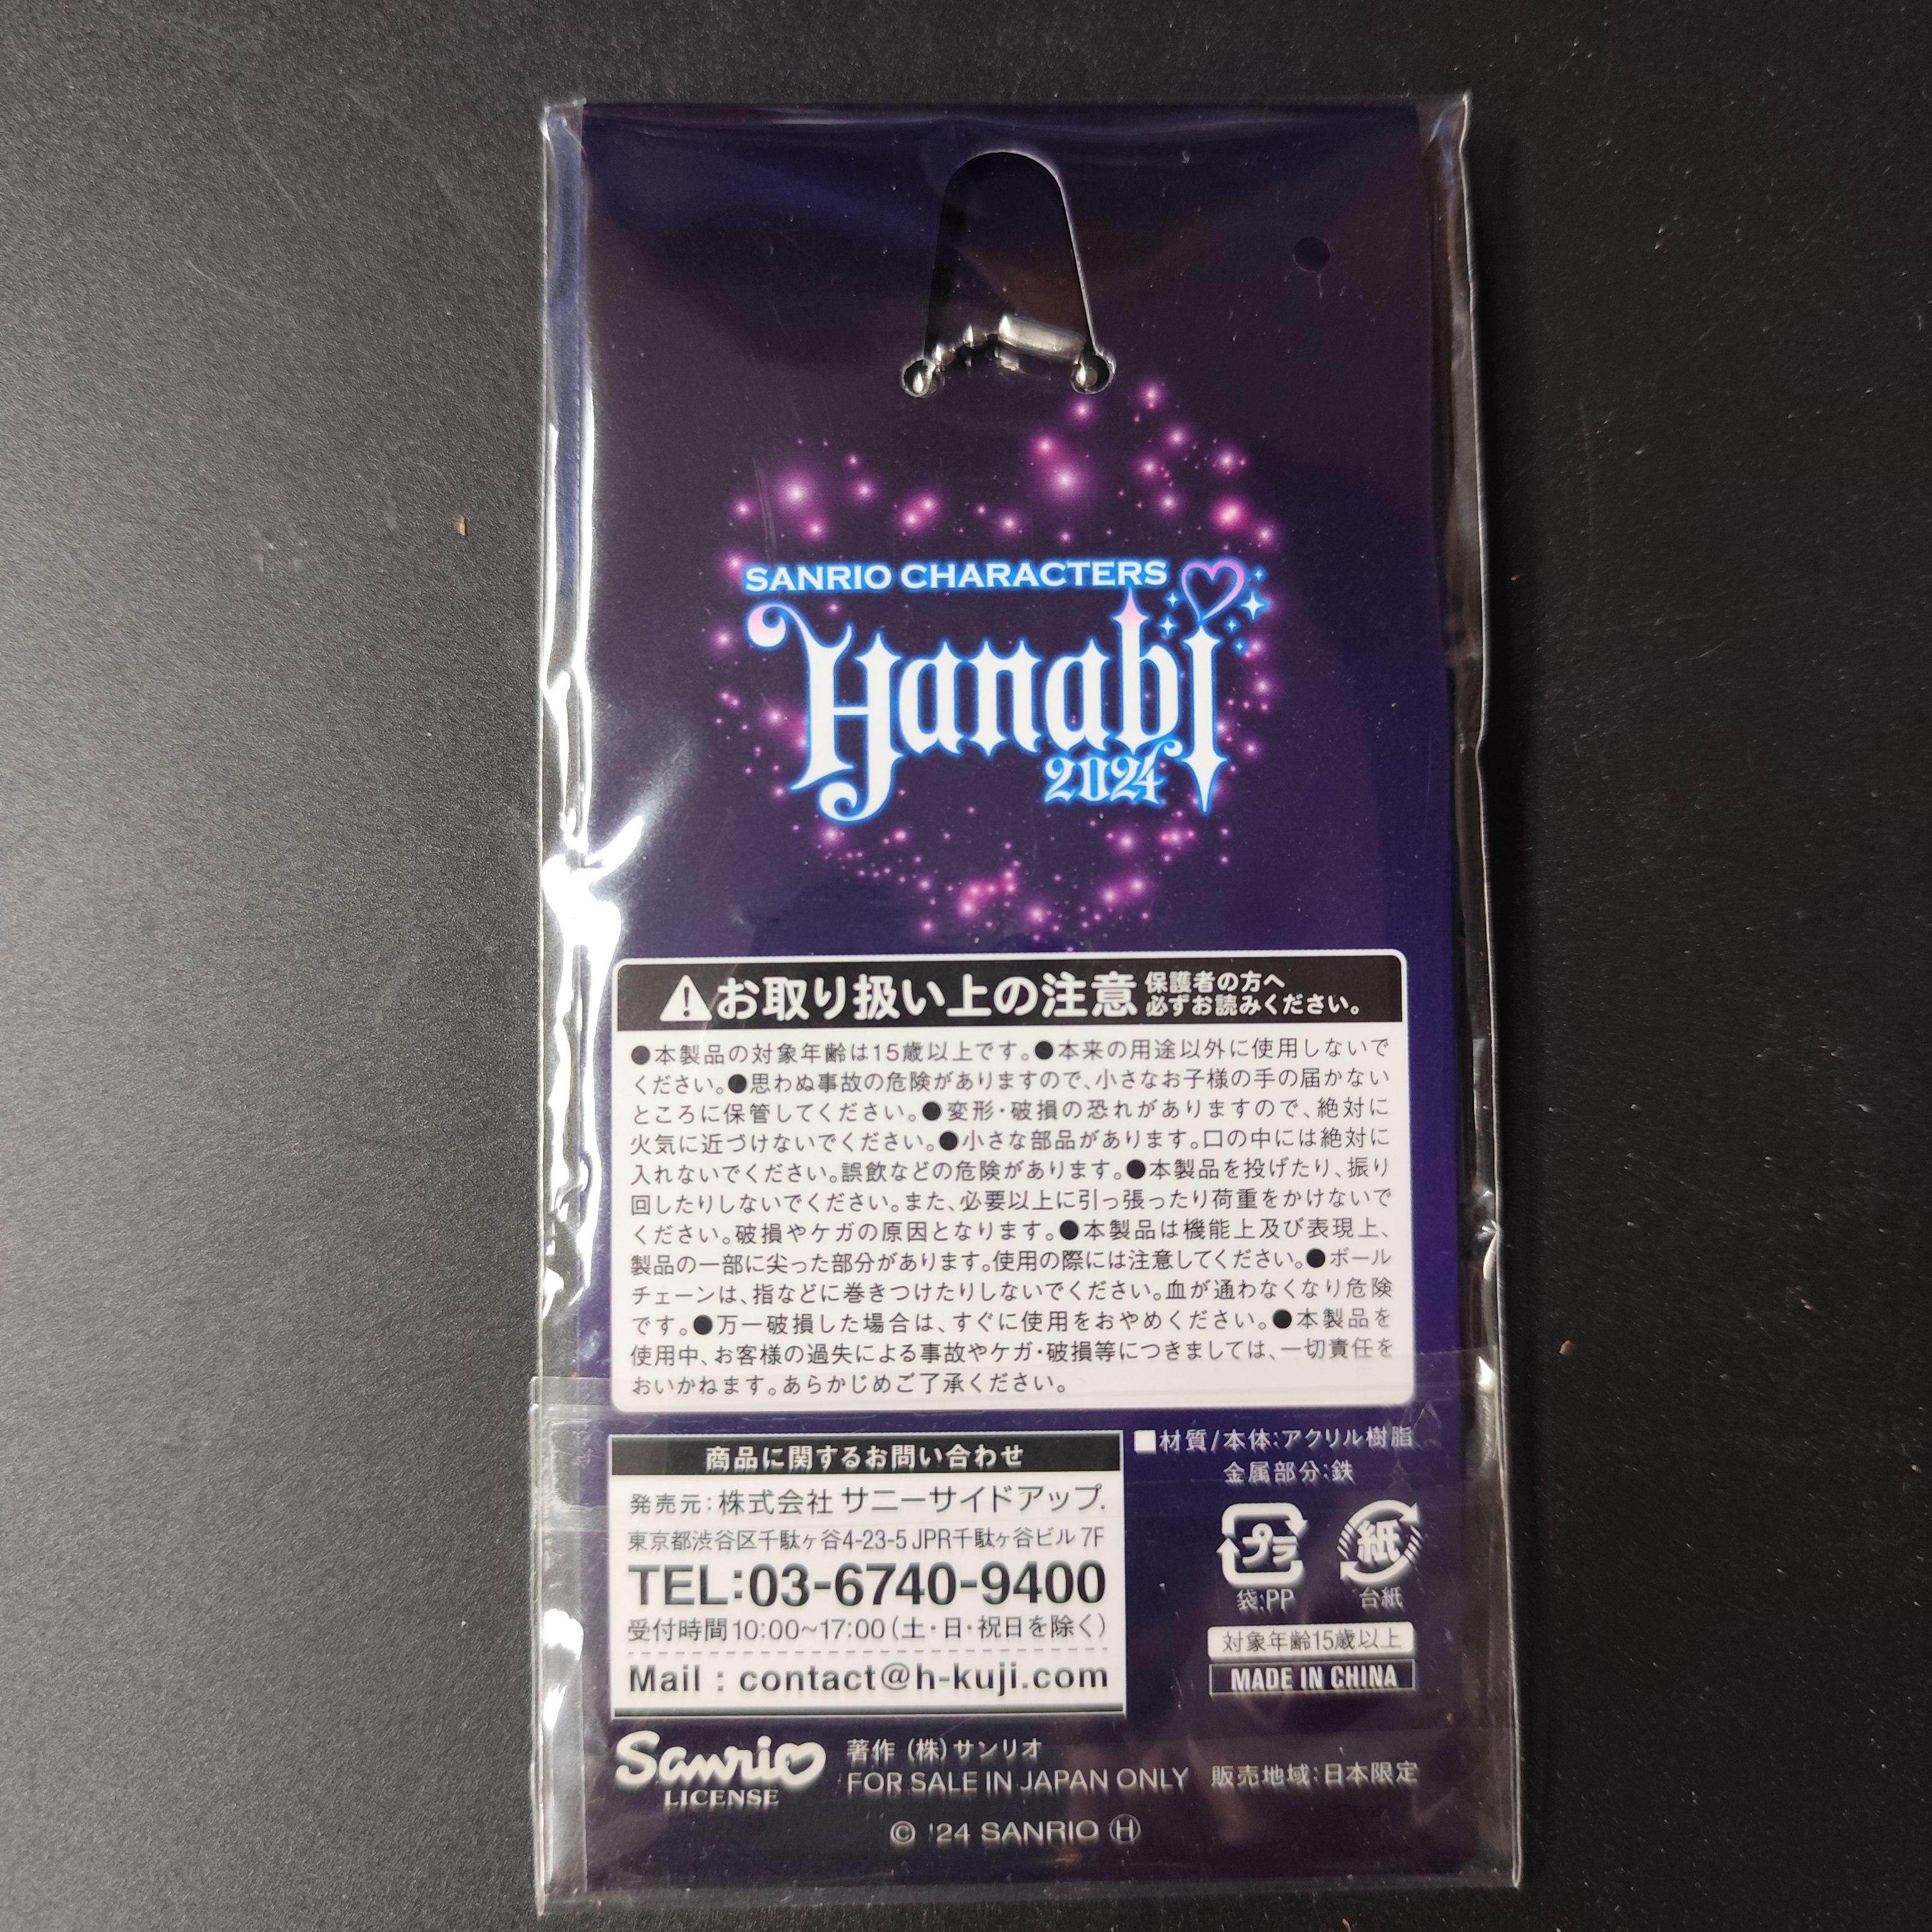 SANRIO CHARACTERS
Hanabi
2024
お取り扱い上の注意 保護者の方へ
必ずお読みください。
●本製品の対象年齢は15歳以上です。●本来の用途以外に使用しないで
ください。●思わぬ事故の危険がありますので、小さなお子様の手の届かない
ところに保管してください。●変形・破損の恐れがありますので、絶対に
火気に近づけないでください。●小さな部品があります。口の中には絶対に
入れないでください。誤飲などの危険があります。●本製品を投げたり、振り
回したりしないでください。また、必要以上に引っ張ったり荷重をかけないで
ください。破損やケガの原因となります。●本製品は機能上及び表現上、
製品の一部に尖った部分があります。使用の際には注意してください。●ボール
チェーンは、指などに巻きつけたりしないでください。血が通わなくなり危険
です。●万一破損した場合は、すぐに使用をおやめください。●本製品を
使用中、お客様の過失による事故やケガ・破損等につきましては、一切責任を
おいかねます。あらかじめご了承ください。
商品に関するお問い合わせ
発売元:株式会社 サニーサイドアップ.
東京都渋谷区千駄ヶ谷4-23-5 JPR千駄ヶ谷ビル 7F
TEL:03-6740-9400
受付時間10:00~17:00(土・日・祝日を除く)
Mail : contact@h-kuji.com
■材質/本体:アクリル樹脂
金属部分:鉄
プラ
紙
袋:PP
台紙
対象年齢15歳以上
MADE IN CHINA
Sanrio
LICENSE
著作 (株)サンリオ
FOR SALE IN JAPAN ONLY 販売地域:日本限定
© '24 SANRIO Ⓗ